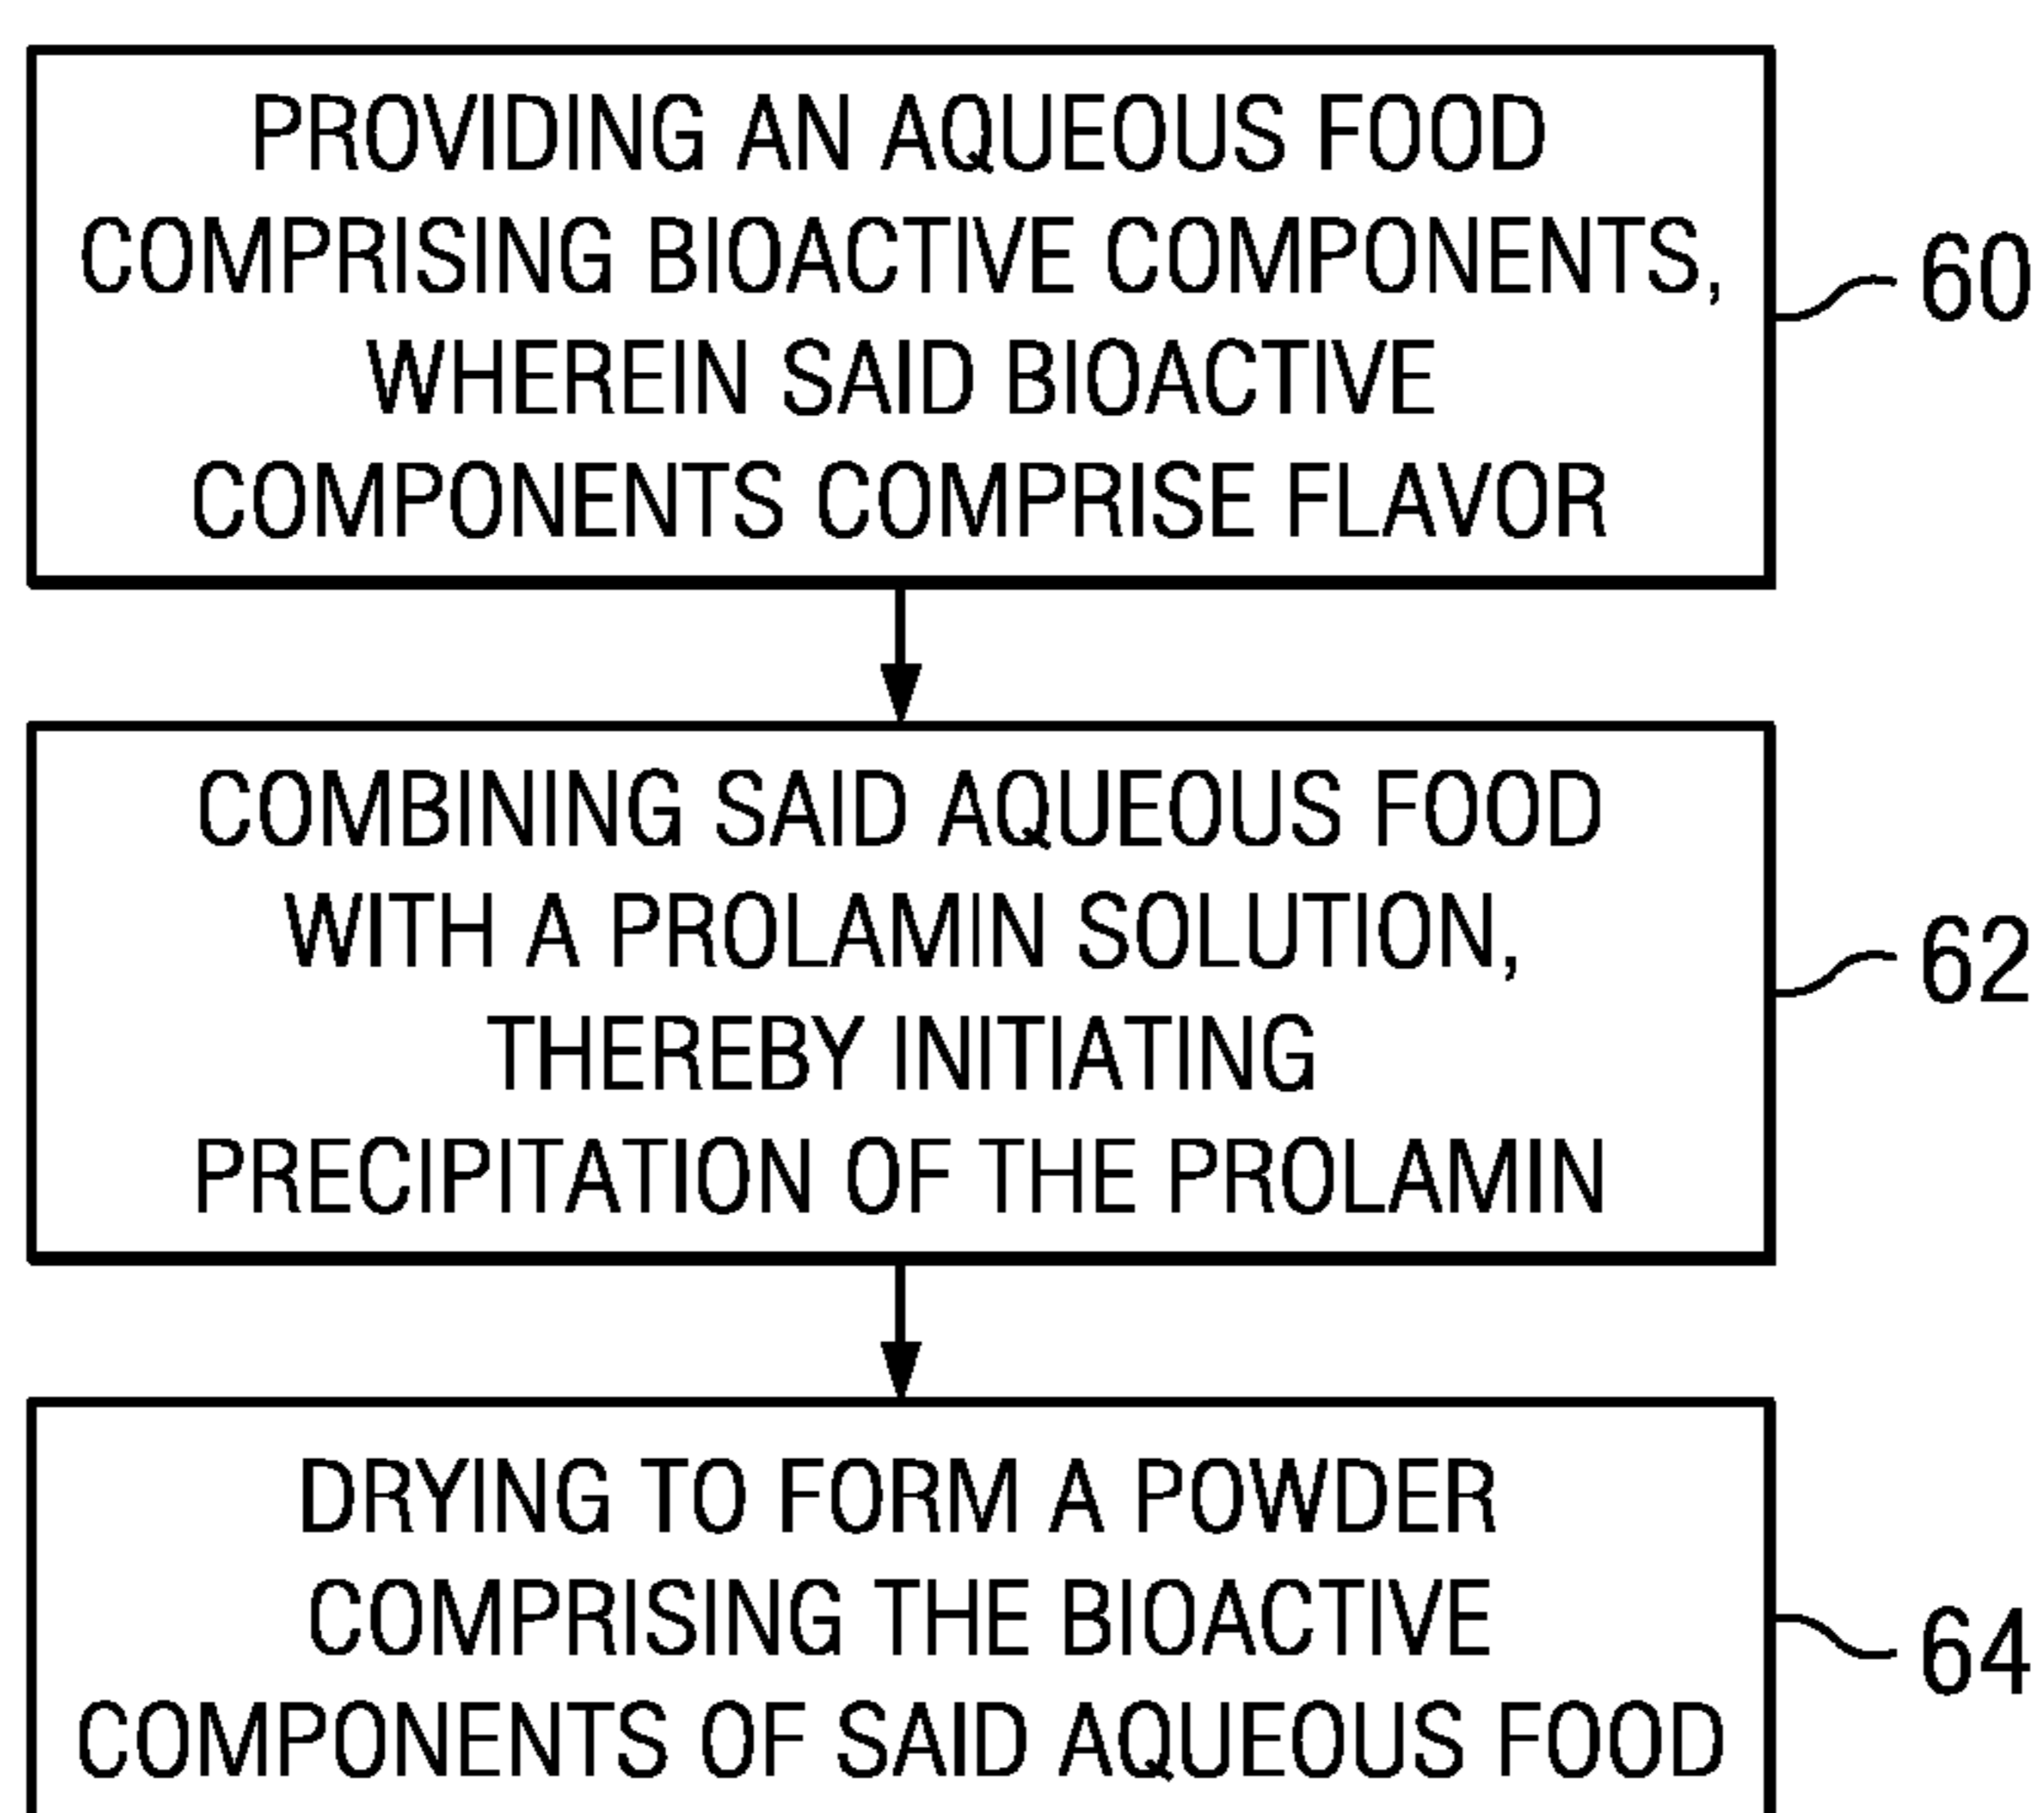 PROVIDING AN AQUEOUS FOOD
COMPRISING BIOACTIVE COMPONENTS,
WHEREIN SAID BIOACTIVE
COMPONENTS COMPRISE FLAVOR
60
COMBINING SAID AQUEOUS FOOD
WITH A PROLAMIN SOLUTION,
THEREBY INITIATING
PRECIPITATION OF THE PROLAMIN
62
DRYING TO FORM A POWDER
COMPRISING THE BIOACTIVE
COMPONENTS OF SAID AQUEOUS FOOD
64